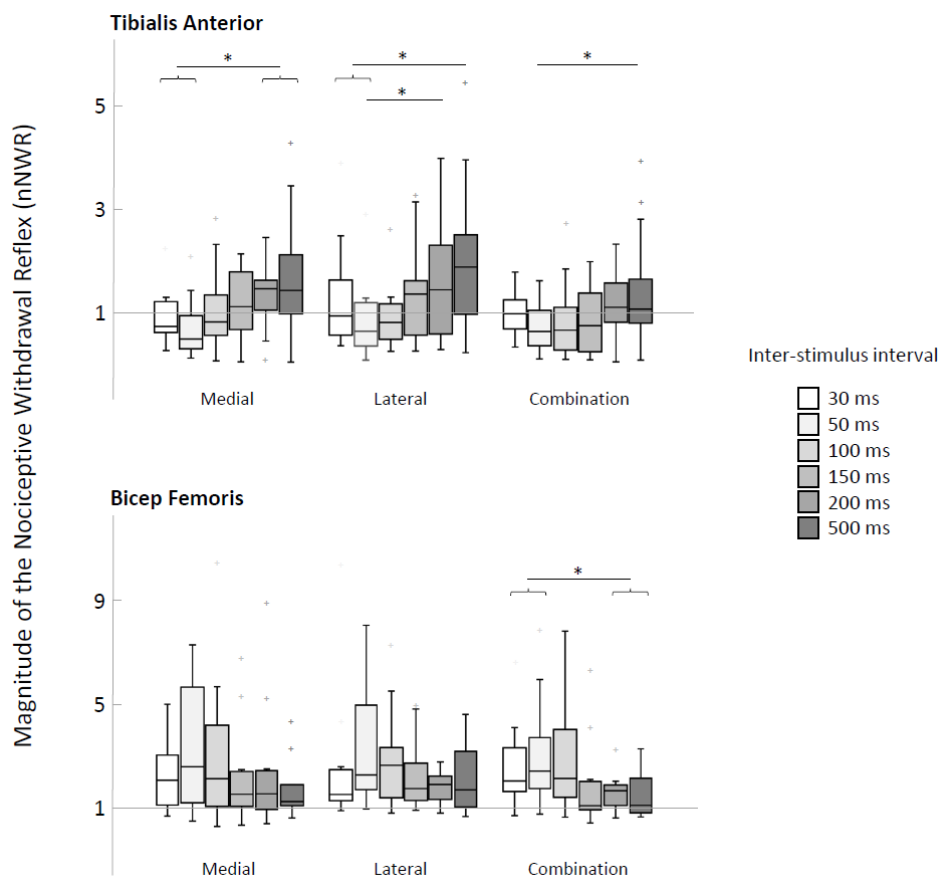 Tibialis Anterior
*
*
*
*
5
3
1
Medial
Lateral
Combination
Magnitude of the Nociceptive Withdrawal Reflex (nNWR)
Inter-stimulus interval
30 ms
50 ms
100 ms
150 ms
200 ms
500 ms
Bicep Femoris
*
9
5
1
Medial
Lateral
Combination